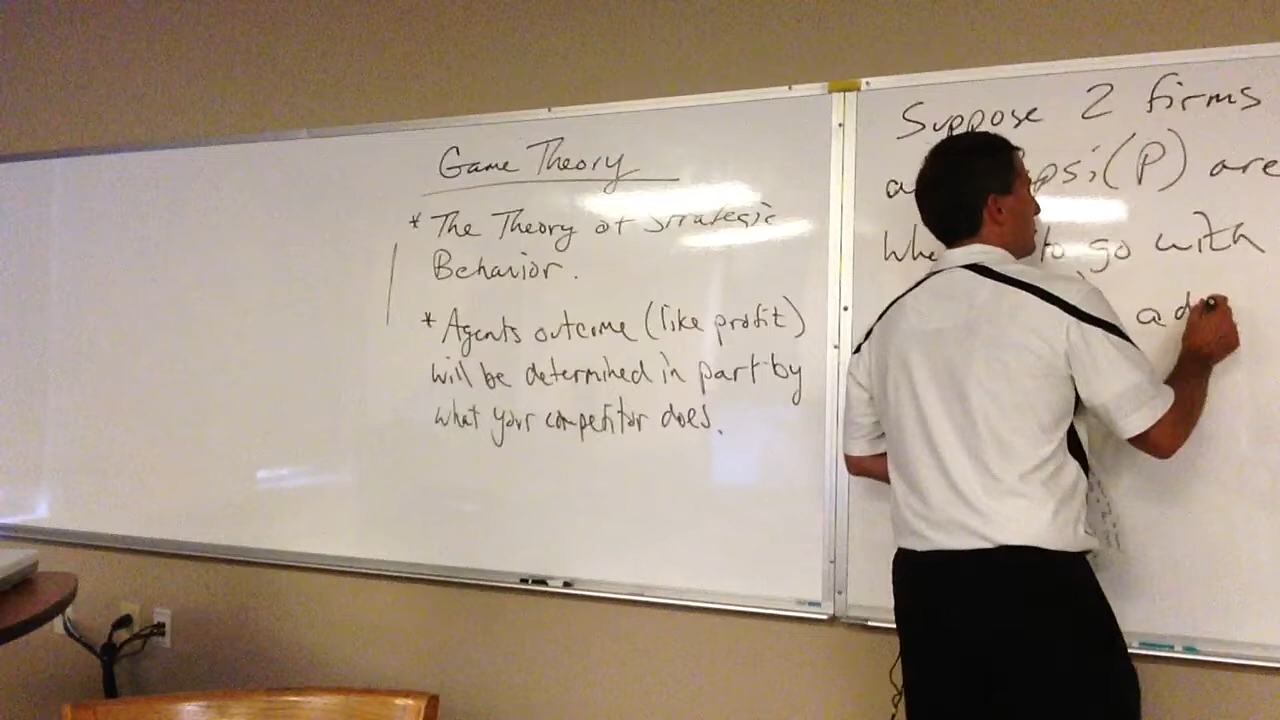 Game Theory
* The Theory of Strategic
Behavior.
* Agents outcome (like profit)
will be determined in part by
what your competitor does.
Suppose 2 firms
psi (P) are
to go with
ad